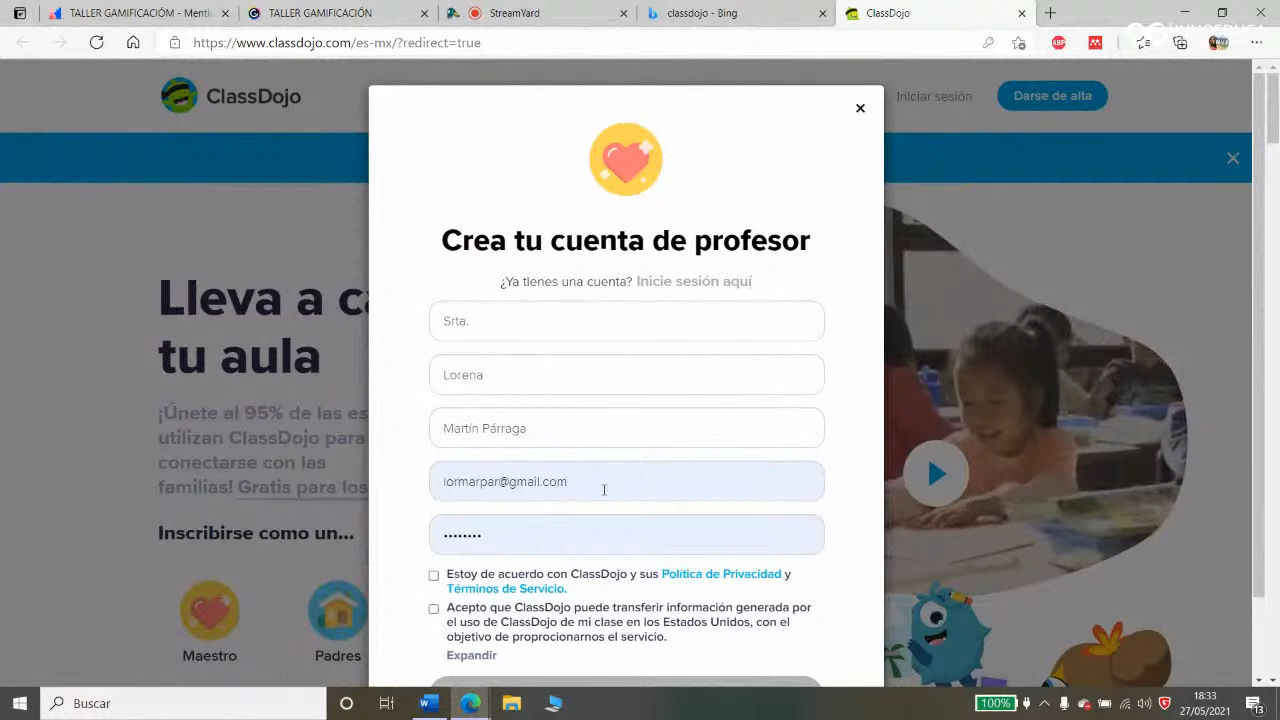 TALLER GAMIFICACIÓM - Menti
TALLER GAMIFICACIÓN
StreamYard
classdojo - Bing
ClassDojo
https://www.classdojo.com/es-mx/?redirect=true
ABP
ClassDojo
Iniciar sesión
Darse de alta
Crea tu cuenta de profesor
¿Ya tienes una cuenta? Inicie sesión aquí
Srta.
Lorena
Martín Párraga
lormarpar@gmail.com
Lleva a c
tu aula
¡Únete al 95% de las es
utilizan ClassDojo para
conectarse con las
familias! Gratis para los
Inscribirse como un...
Maestro
Padres
Estoy de acuerdo con ClassDojo y sus Política de Privacidad y
Términos de Servicio.
Acepto que ClassDojo puede transferir información generada por
el uso de ClassDojo de mi clase en los Estados Unidos, con el
objetivo de proprocionarnos el servicio.
Expandir
Buscar
100%
18:33
27/05/2021
13